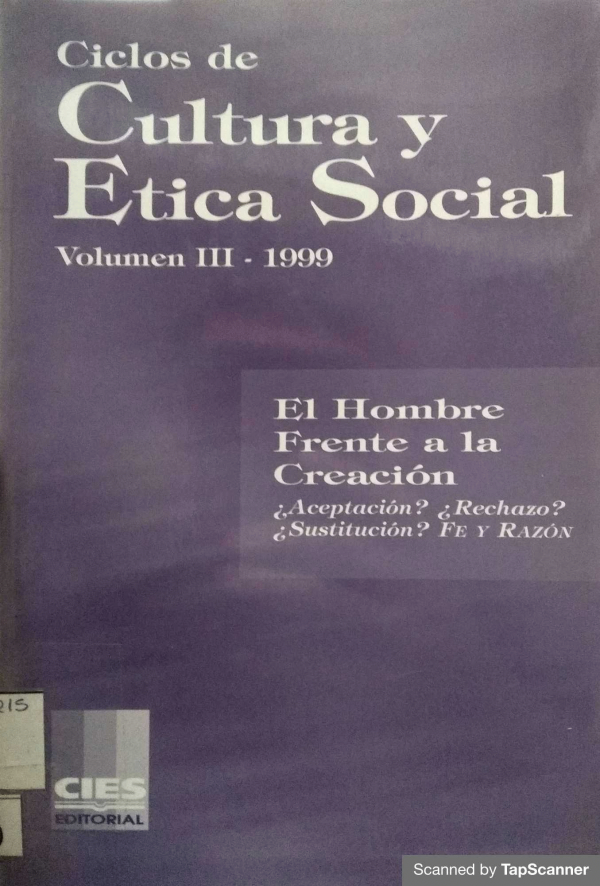 Ciclos de
Cultura y
Etica Social
Volumen III - 1999
El Hombre
Frente a la
Creación
¿Aceptación? ¿Rechazo?
¿Sustitución? FE Y RAZÓN
215
CIES
EDITORIAL
Scanned by TapScanner